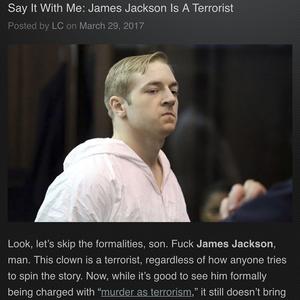 Say It With Me: James Jackson Is A Terrorist
Posted by LC on March 29, 2017
Look, let's skip the formalities, son. Fuck James Jackson,
man. This clown is a terrorist, regardless of how anyone tries
to spin the story. Now, while it's good to see him formally
being charged with “murder as terrorism,” it still doesn't bring